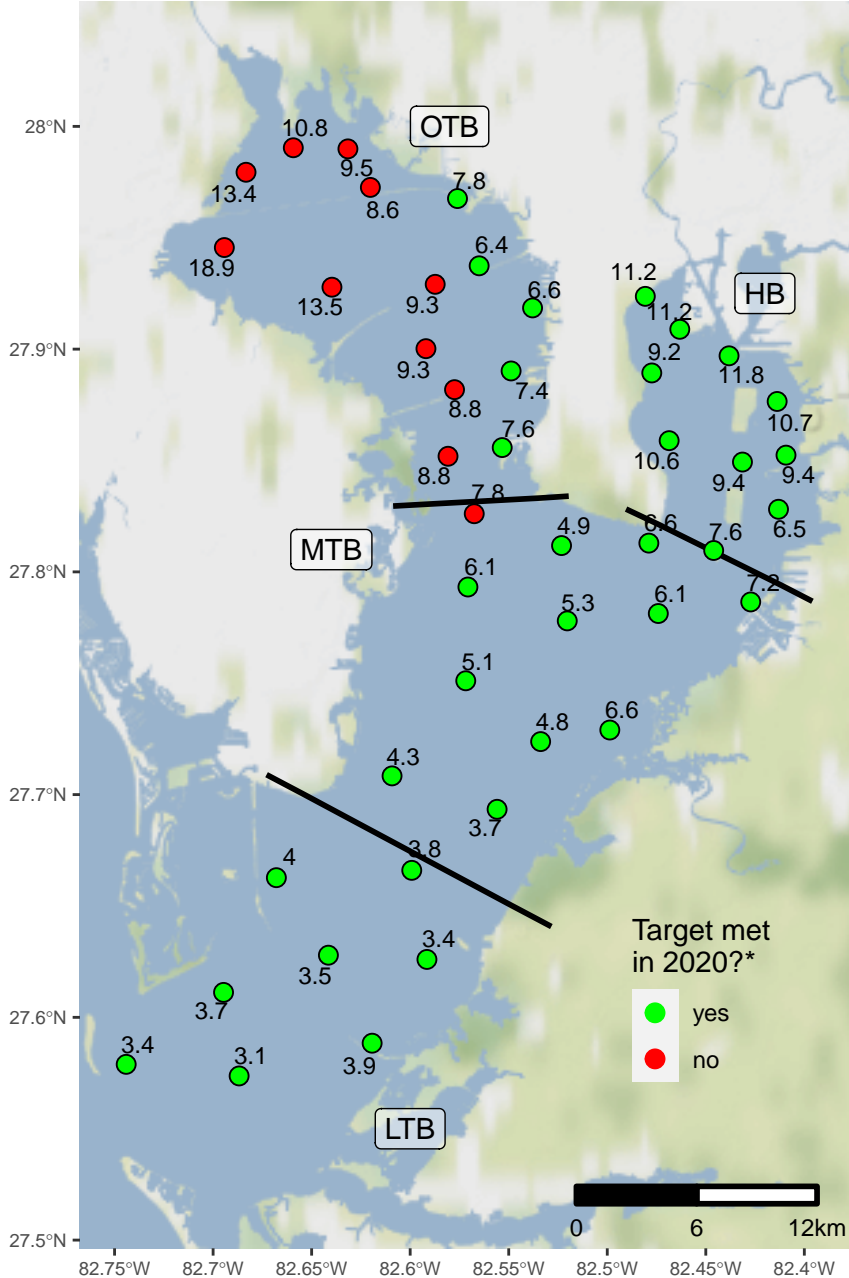 28°N
27.9°N
27.8°N
27.7°N
27.6°N
27.5°N
OTB
10.8
9.5
13.4
8.6
7.8
18.9
6.4
13.5
9.3
6.6
HB
11.2
11.2
9.3
9.2
11.8
7.4
8.8
10.7
7.6
10.6
8.8
9.4
9.4
7.8
6.5
4.9
6.6
7.6
MTB
6.1
5.3
6.1
7.2
5.1
4.8
6.6
4.3
3.7
4
3.8
3.5
3.4
3.7
3.4
3.1
3.9
LTB
Target met
in 2020?*
yes
no
0 6 12km
82.75°W 82.7°W 82.65°W 82.6°W 82.55°W 82.5°W 82.45°W 82.4°W